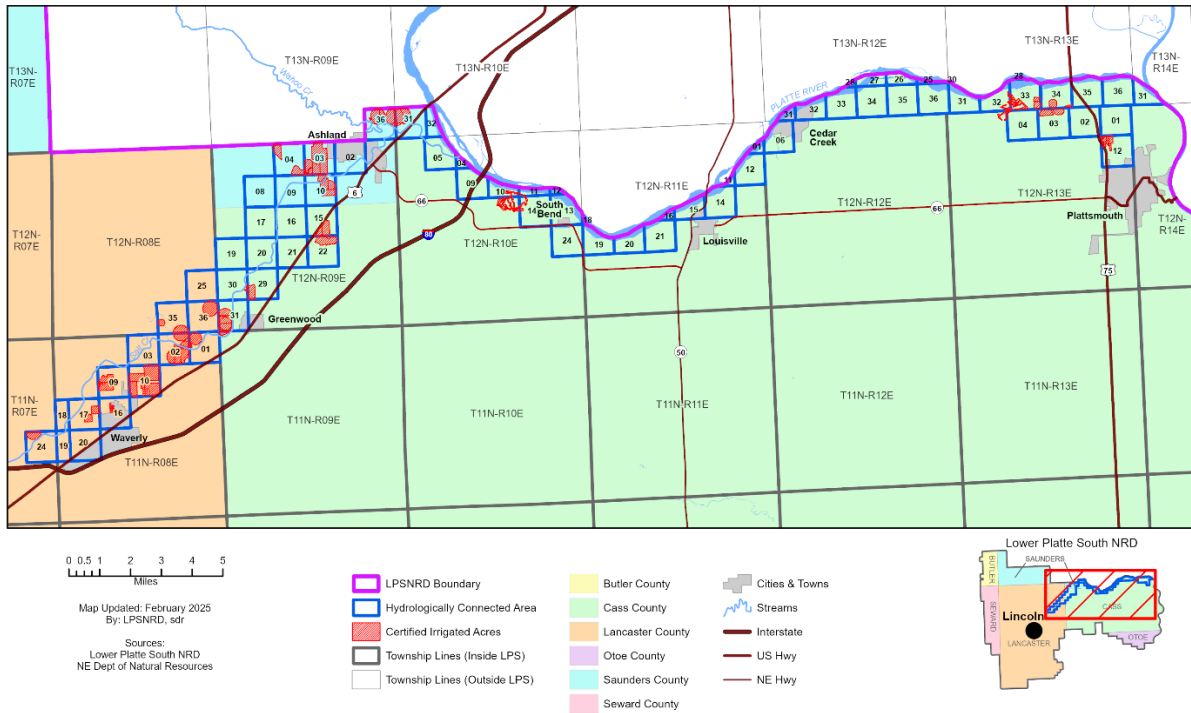 T13N-R09E
T13N-R10E
T13N-R11E
T13N-R12E
T13N-R13E
T13N-
R14E
T13N-
R07E
Wahoo Cr
PLATTE RIVER
28 27 26 25 30 28
31 32 33 34 35 36 31 32 33 34 35 36 31
36 31 32
Ashland
Cedar
Creek
04 03 02 01
04 03 02 05 04
01 06
12
08 09 10 6 66 09 10 11 12
T12N-R11E
11 12
T12N-R13E
South
Bend
14 13 18 16 15 14
T12N-R12E
66
Plattsmouth
17 16 15
T12N-
R07E
T12N-R08E
80
T12N-R10E
Louisville
T12N-
R14E
19 20 21 22
24 19 20 21
25 30 29
T12N-R09E
75
35 36 31
Greenwood
03 02 01
50
09 10
T11N-
R07E
18 17 16
T11N-R09E
T11N-R10E
T11N-R11E
T11N-R12E
T11N-R13E
Waverly
24 19 20
T11N-R08E
0 0.5 1 2 3 4 5
Miles
Map Updated: February 2025
By: LPSNRD, sdr
Sources:
Lower Platte South NRD
NE Dept of Natural Resources
LPSNRD Boundary
Hydrologically Connected Area
Certified Irrigated Acres
Township Lines (Inside LPS)
Township Lines (Outside LPS)
Butler County
Cass County
Lancaster County
Otoe County
Saunders County
Seward County
Cities & Towns
Streams
Interstate
US Hwy
NE Hwy
Lower Platte South NRD
SAUNDERS
BUTLER
SEWARD
CASS
Lincoln
LANCASTER
OTOE